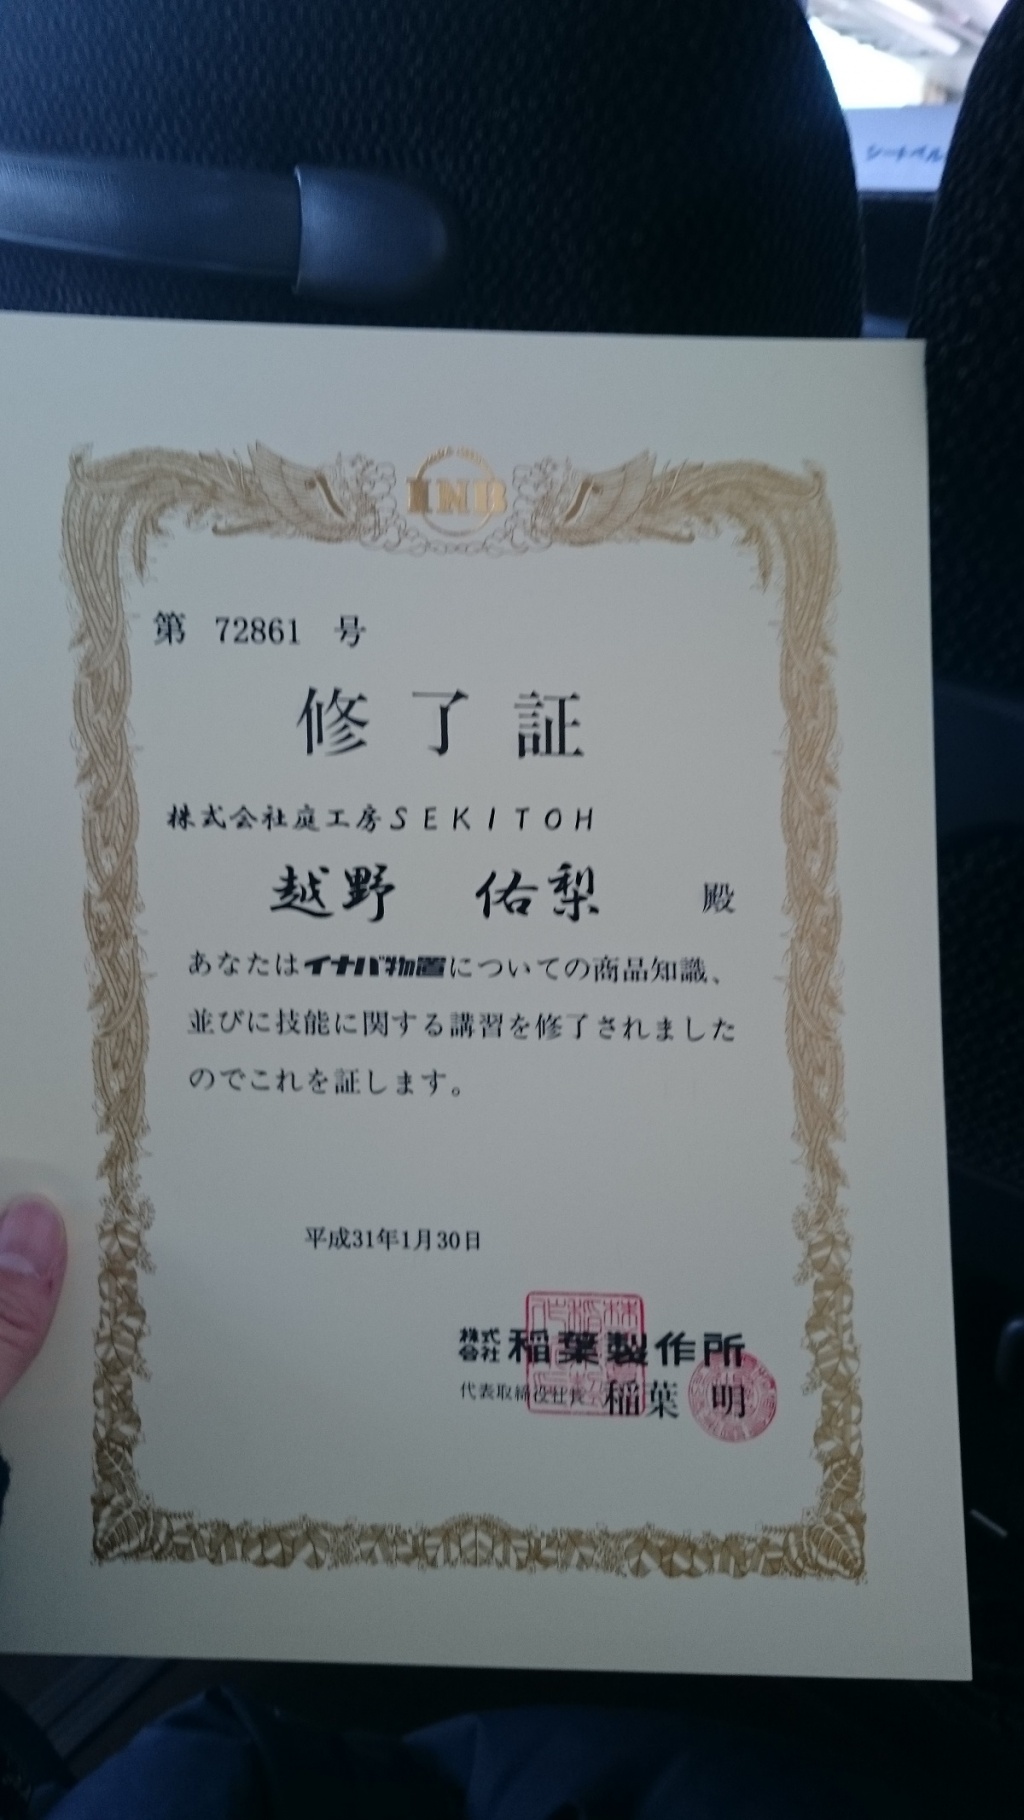 シートベル
INB
第 72861 号
修了証
株式会社庭工房SEKITOH
越野 佑梨 殿
あなたはイナバ物置についての商品知識、
並びに技能に関する講習を修了されました
のでこれを証します。
平成31年1月30日
株式会社 稲葉製作所
代表取締役社長 稲葉 明